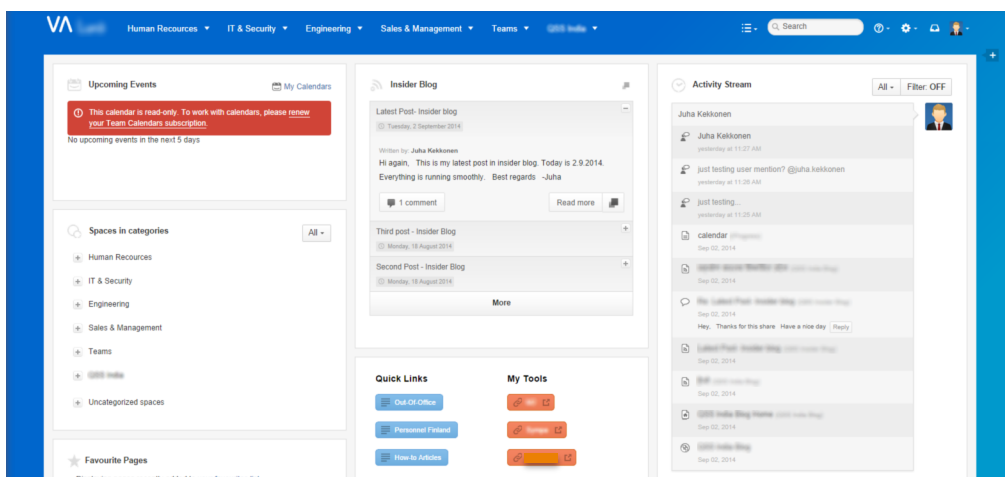 VA
Human Recources
IT & Security
Engineering
Sales & Management
Teams
Search
Upcoming Events
My Calendars
This calendar is read-only. To work with calendars, please renew
your Team Calendars subscription.
No upcoming events in the next 5 days
Spaces in categories
All
Human Recources
IT & Security
Engineering
Sales & Management
Teams
Uncategorized spaces
Favourite Pages
Insider Blog
Latest Post- Insider blog
Tuesday, 2 September 2014
Written by: Juha Kekkonen
Hi again, This is my latest post in insider blog. Today is 2.9.2014.
Everything is running smoothly. Best regards -Juha
1 comment
Read more
Third post - Insider Blog
Monday, 18 August 2014
Second Post - Insider Blog
Monday, 18 August 2014
More
Quick Links
Out-Of-Office
Personnel Finland
How-to Articles
My Tools
Activity Stream
All
Filter: OFF
Juha Kekkonen
Juha Kekkonen
yesterday at 11:27 AM
just testing user mention? @juha.kekkonen
yesterday at 11:26 AM
just testing...
yesterday at 11:25 AM
calendar
Sep 02, 2014
Sep 02, 2014
Sep 02, 2014
Hey, Thanks for this share Have a nice day
Reply
Sep 02, 2014
Sep 02, 2014
Sep 02, 2014
Sep 02, 2014